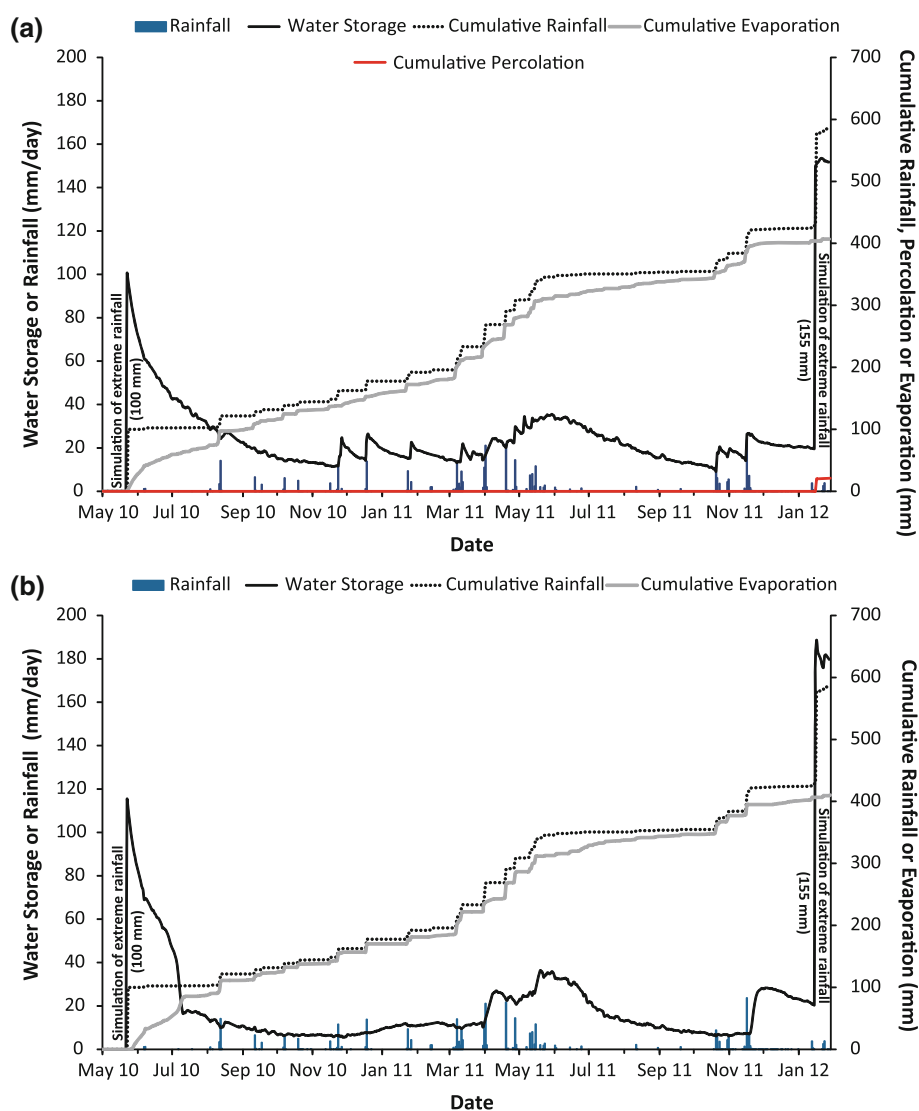 (a)
Rainfall Water Storage Cumulative Rainfall Cumulative Evaporation
Cumulative Percolation
Water Storage or Rainfall (mm/day)
200
180
160
140
120
100
80
60
40
20
0
Simulation of extreme rainfall
(100 mm)
Simulation of extreme rainfall
(155 mm)
700
600
500
400
300
200
100
0
Cumulative Rainfall, Percolation or Evaporation (mm)
May 10 Jul 10 Sep 10 Nov 10 Jan 11 Mar 11 May 11 Jul 11 Sep 11 Nov 11 Jan 12
Date
(b)
Rainfall Water Storage Cumulative Rainfall Cumulative Evaporation
Water Storage or Rainfall (mm/day)
200
180
160
140
120
100
80
60
40
20
0
Simulation of extreme rainfall
(100 mm)
Simulation of extreme rainfall
(155 mm)
700
600
500
400
300
200
100
0
Cumulative Rainfall or Evaporation (mm)
May 10 Jul 10 Sep 10 Nov 10 Jan 11 Mar 11 May 11 Jul 11 Sep 11 Nov 11 Jan 12
Date